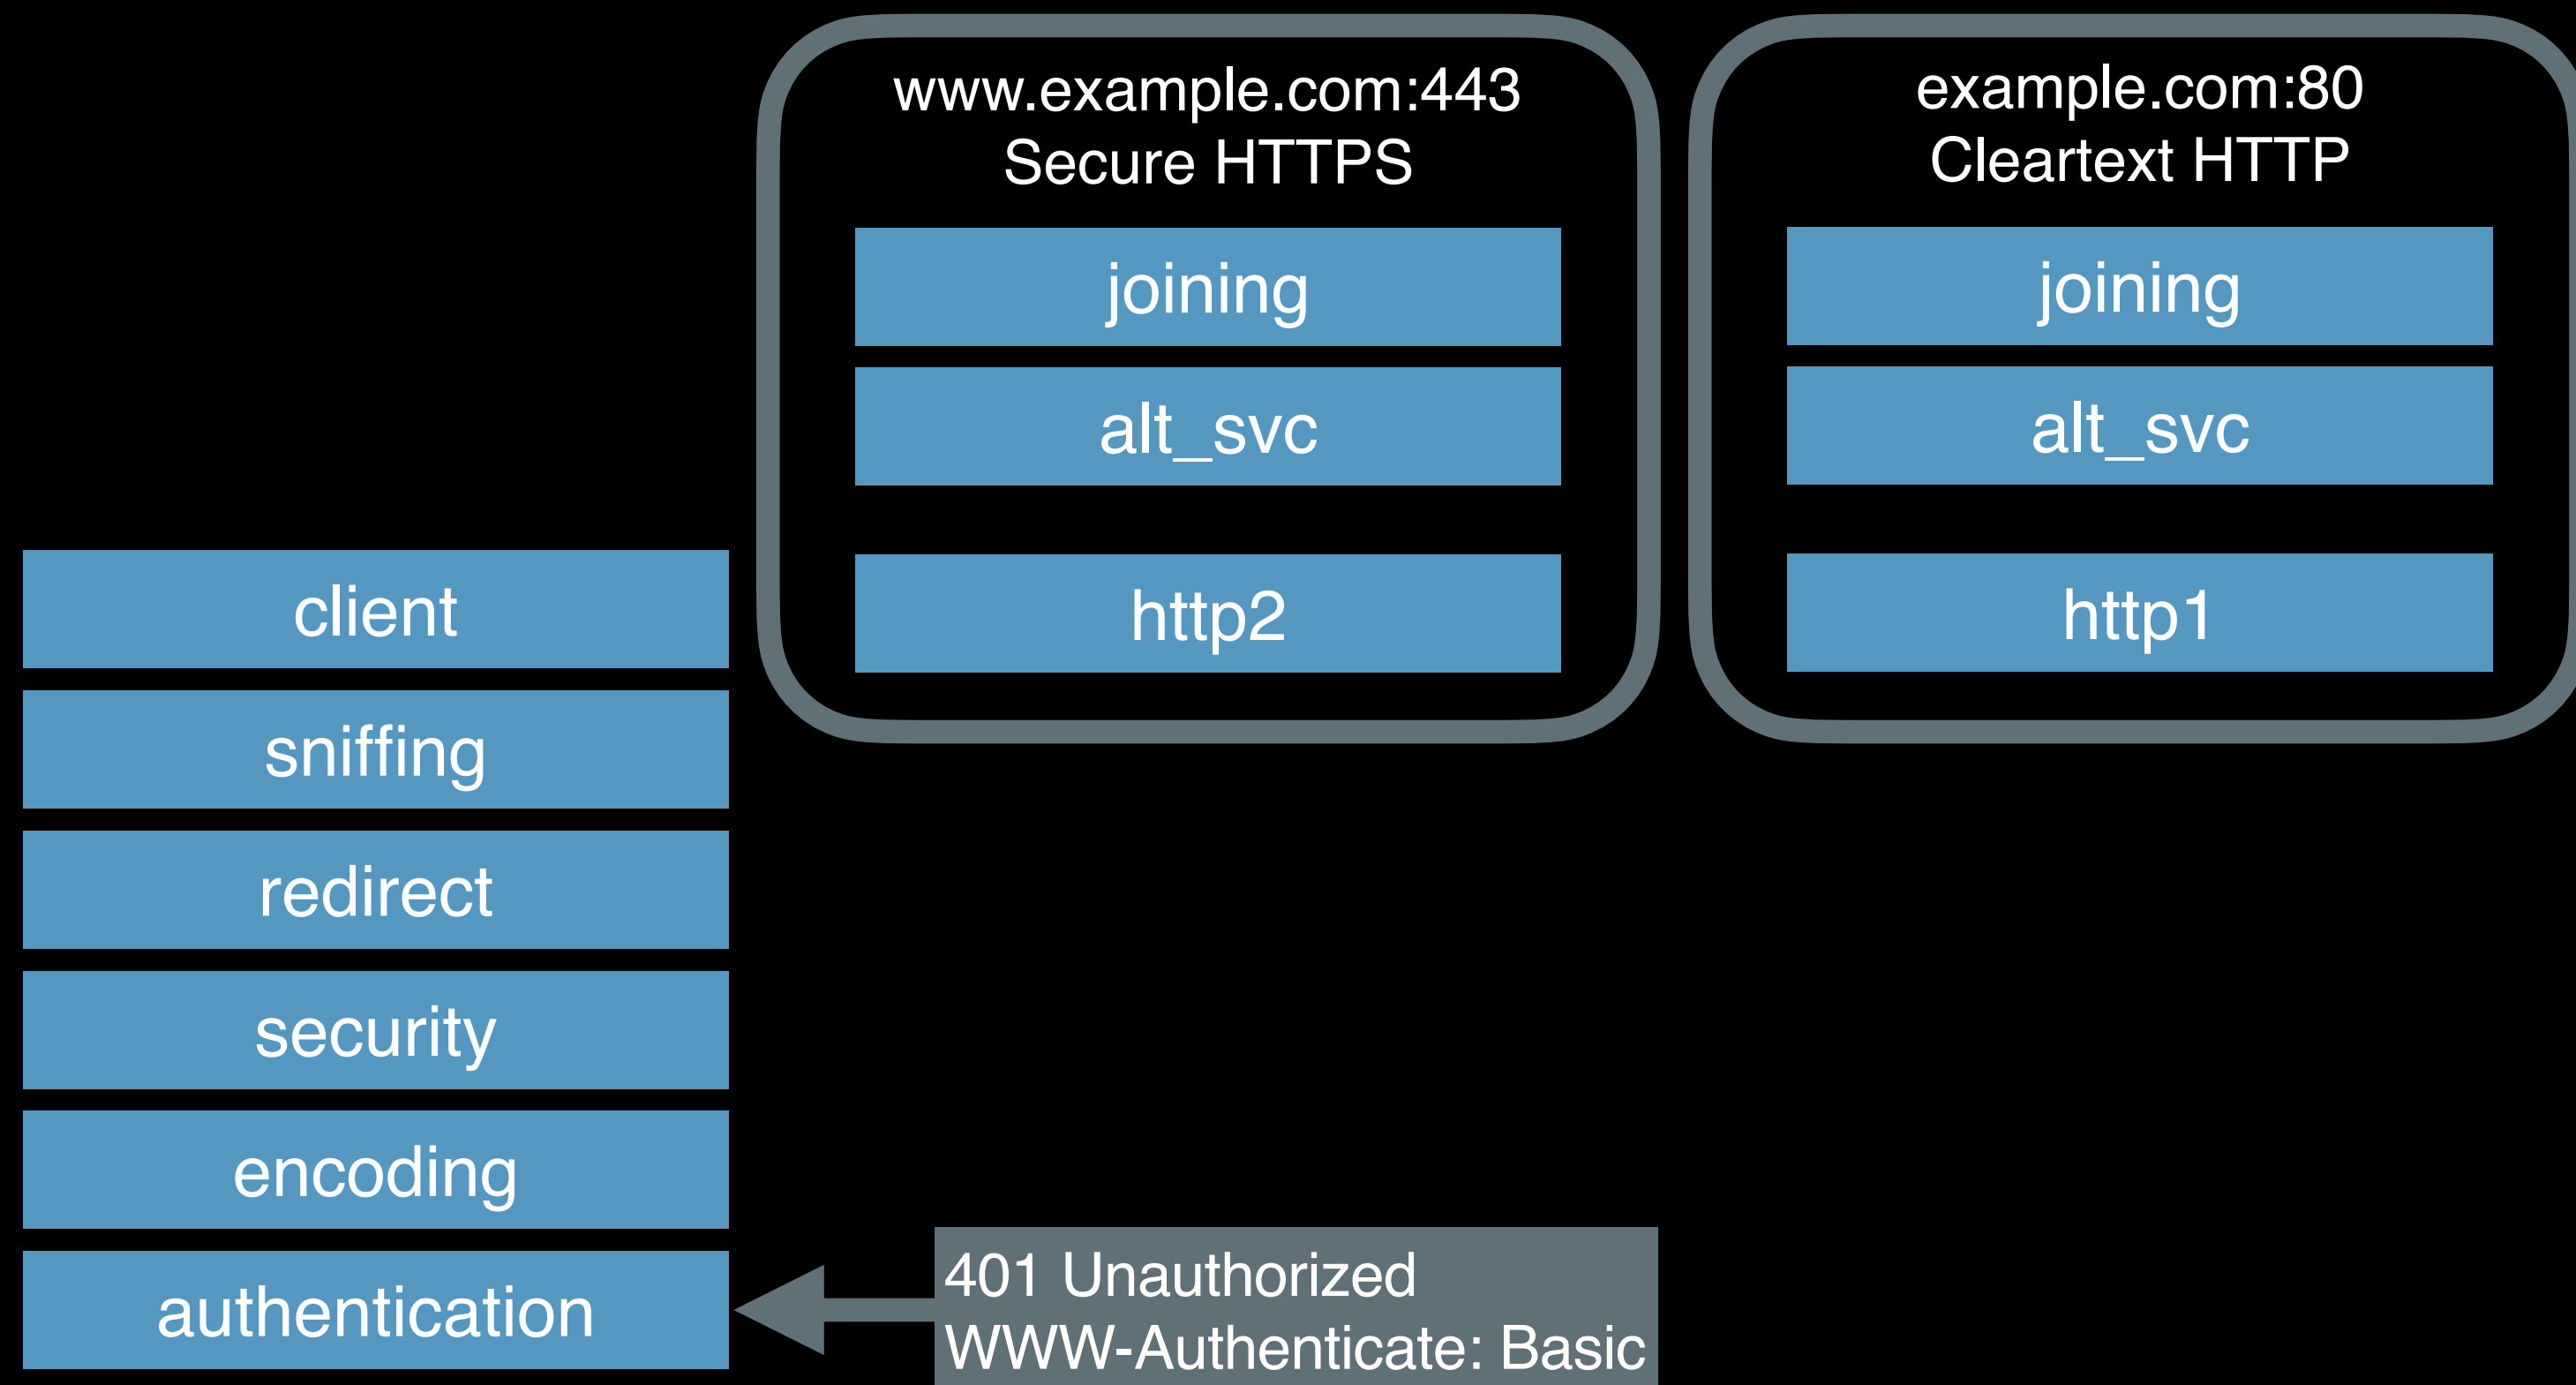 www.example.com:443
Secure HTTPS
joining
alt_svc
http2
example.com:80
Cleartext HTTP
joining
alt_svc
http1
client
sniffing
redirect
security
encoding
authentication
401 Unauthorized
WWW-Authenticate: Basic